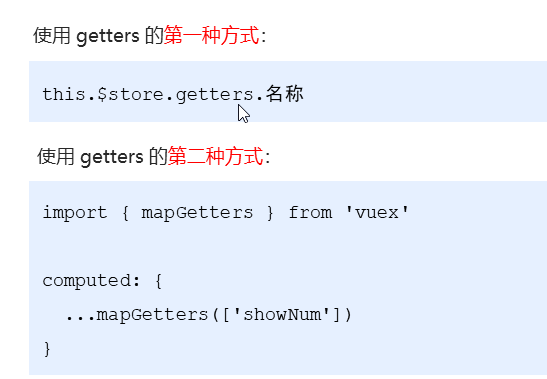 使用 getters 的第一种方式：
this.$store.getters.名称
使用 getters 的第二种方式：
import { mapGetters } from 'vuex'
computed: {
  ...mapGetters(['showNum'])
}